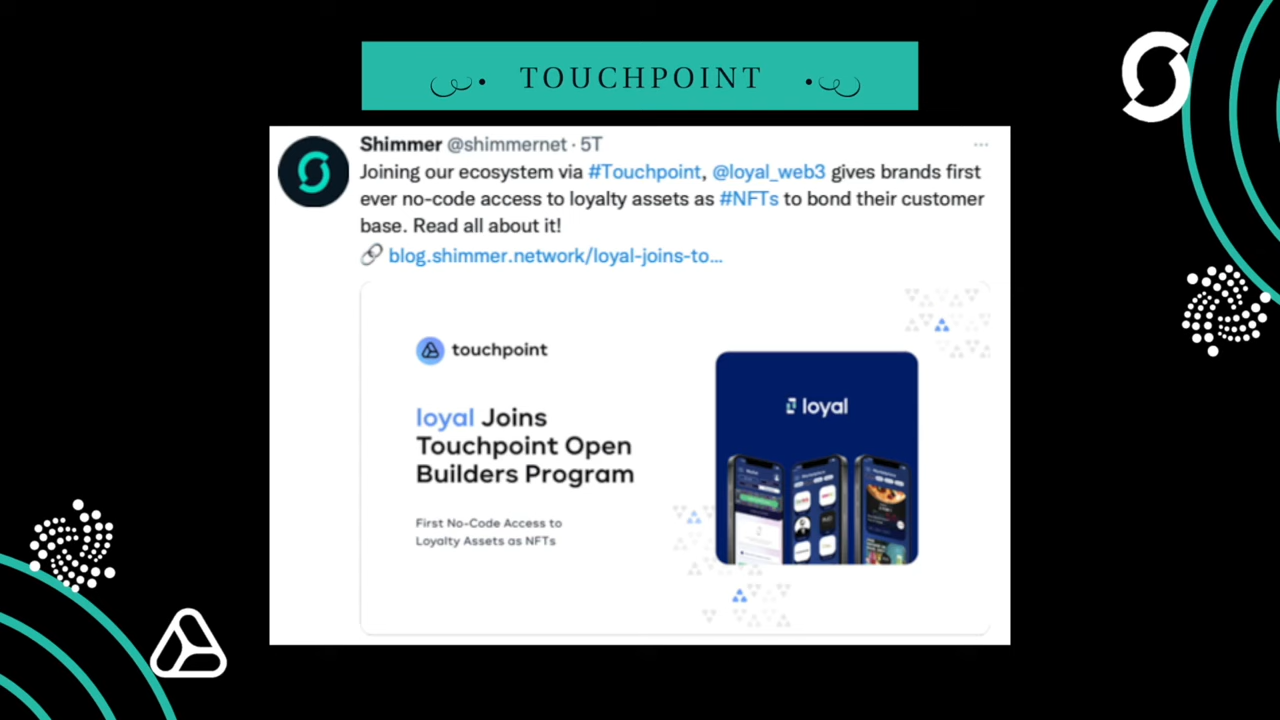 TOUCHPOINT
Shimmer @shimmernet · 5T
Joining our ecosystem via #Touchpoint, @loyal_web3 gives brands first
ever no-code access to loyalty assets as #NFTs to bond their customer
base. Read all about it!
blog.shimmer.network/loyal-joins-to...
touchpoint
loyal Joins
Touchpoint Open
Builders Program
First No-Code Access to
Loyalty Assets as NFTs
loyal